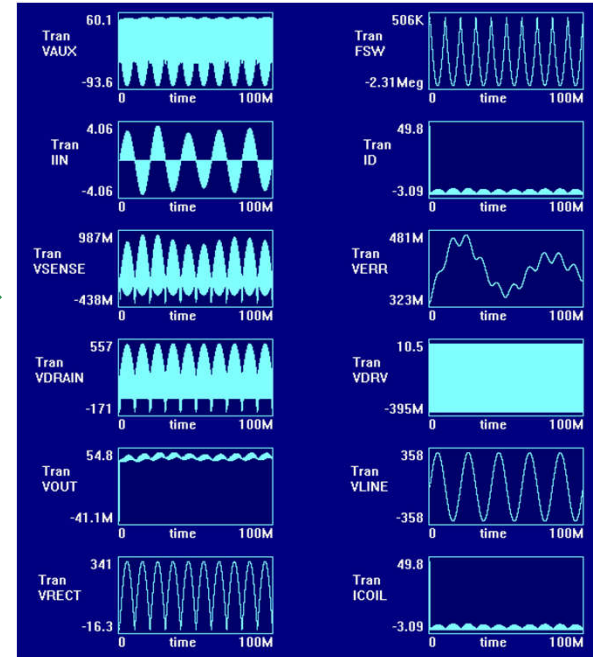 60.1
Tran
VAUX
-93.6
0 time 100M
506K
Tran
FSW
-2.31Meg
0 time 100M
4.06
Tran
IIN
-4.06
0 time 100M
49.8
Tran
ID
-3.09
0 time 100M
987M
Tran
VSENSE
-438M
0 time 100M
481M
Tran
VERR
323M
0 time 100M
557
Tran
VDRAIN
-171
0 time 100M
10.5
Tran
VDRV
-395M
0 time 100M
54.8
Tran
VOUT
-41.1M
0 time 100M
358
Tran
VLINE
-358
0 time 100M
341
Tran
VRECT
-16.3
0 time 100M
49.8
Tran
ICOIL
-3.09
0 time 100M